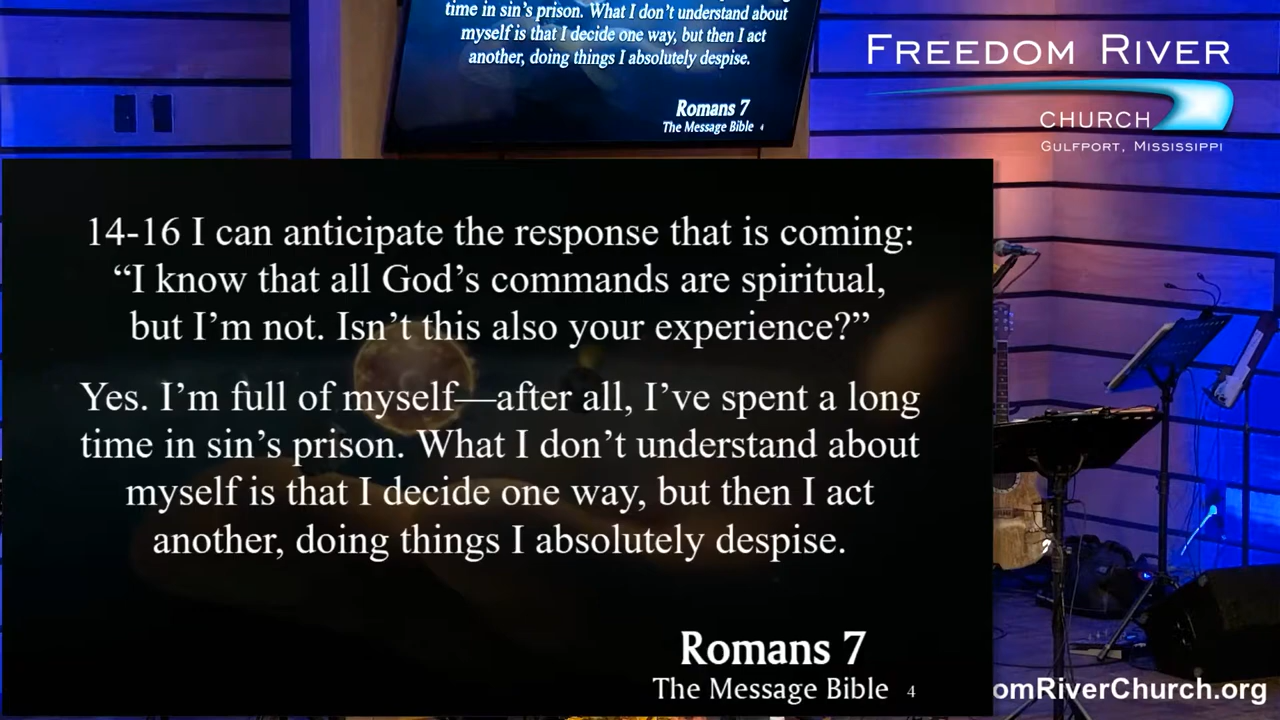 time in sin’s prison. What I don’t understand about
myself is that I decide one way, but then I act
another, doing things I absolutely despise.
Romans 7
The Message Bible 4
FREEDOM RIVER
CHURCH
GULFPORT, MISSISSIPPI
14-16 I can anticipate the response that is coming:
“I know that all God’s commands are spiritual,
but I’m not. Isn’t this also your experience?”
Yes. I’m full of myself—after all, I’ve spent a long
time in sin’s prison. What I don’t understand about
myself is that I decide one way, but then I act
another, doing things I absolutely despise.
Romans 7
The Message Bible 4
omRiverChurch.org